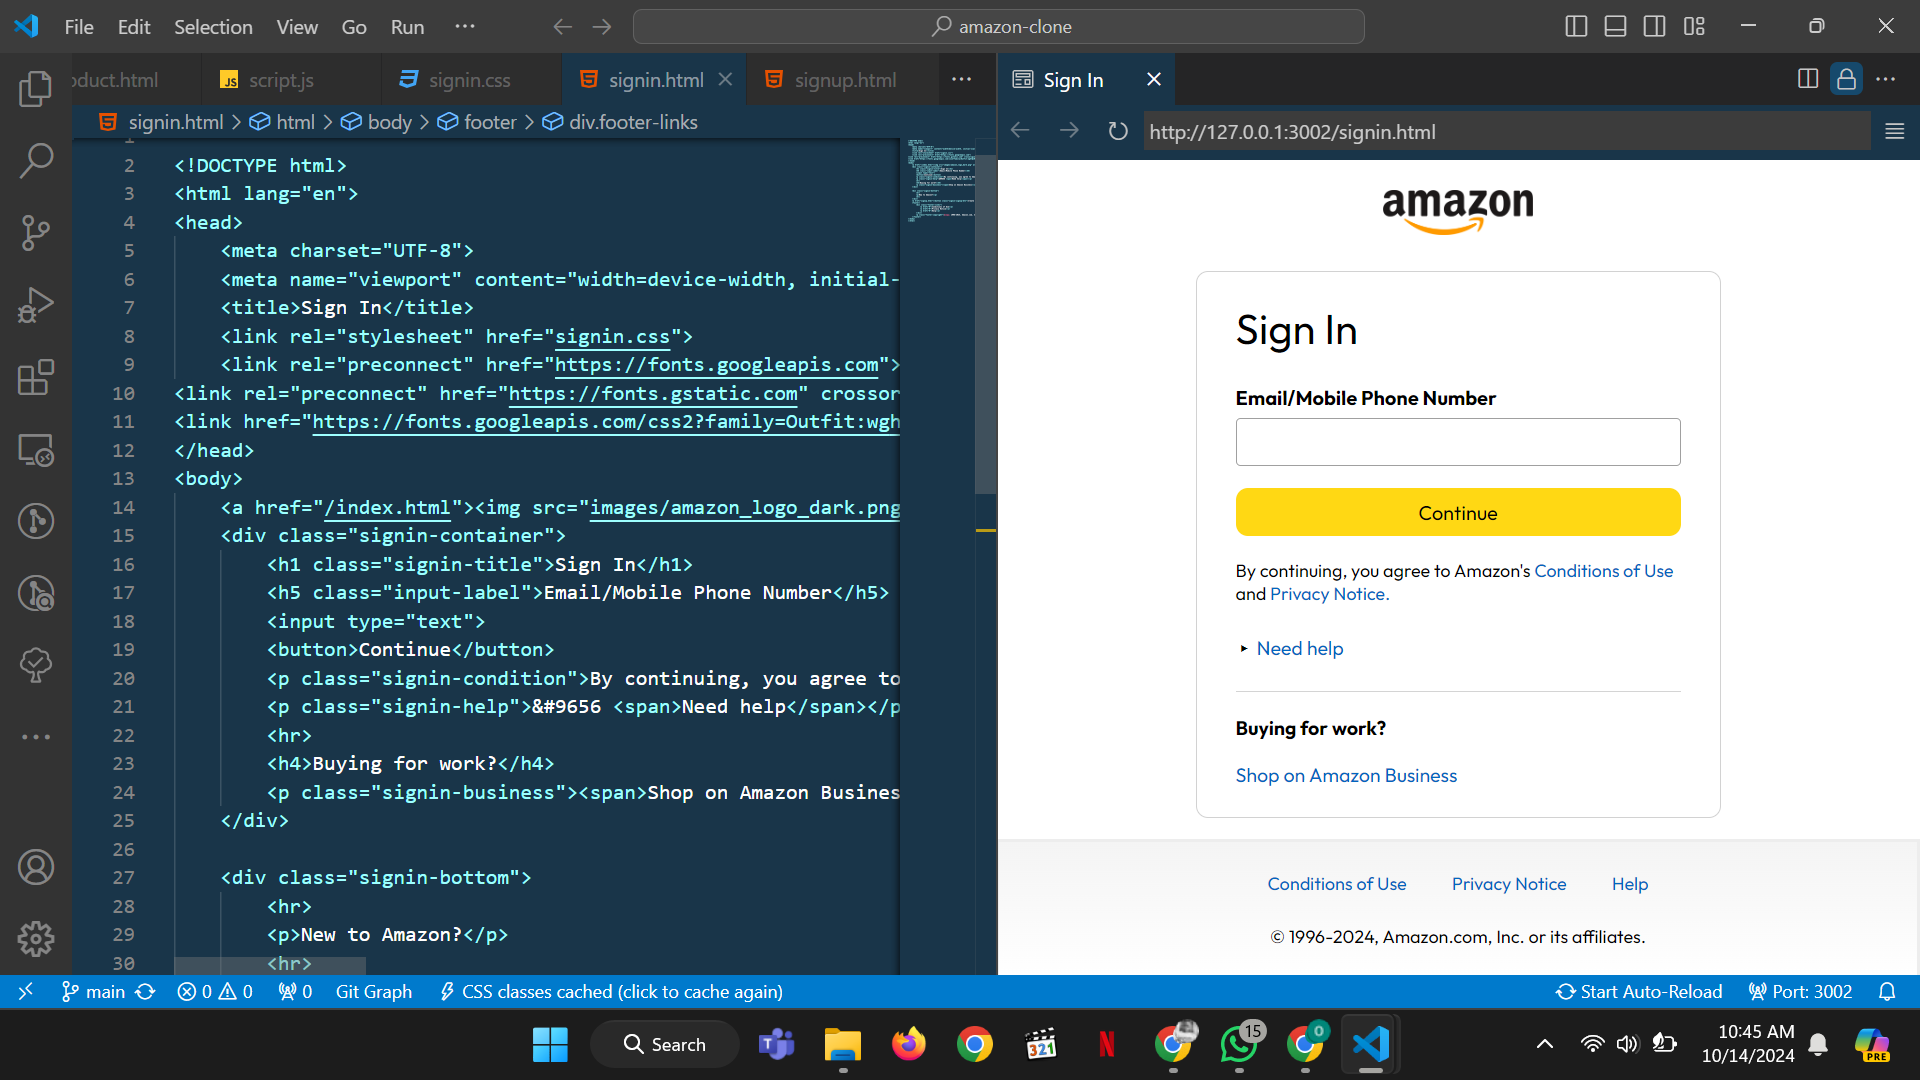 File Edit Selection View Go Run ···
amazon-clone
oduct.html
script.js
signin.css
signin.html
signup.html
signin.html > html > body > footer > div.footer-links
1
2 <!DOCTYPE html>
3 <html lang="en">
4 <head>
5 <meta charset="UTF-8">
6 <meta name="viewport" content="width=device-width, initial-
7 <title>Sign In</title>
8 <link rel="stylesheet" href="signin.css">
9 <link rel="preconnect" href="https://fonts.googleapis.com">
10 <link rel="preconnect" href="https://fonts.gstatic.com" crossor
11 <link href="https://fonts.googleapis.com/css2?family=Outfit:wgh
12 </head>
13 <body>
14 <a href="/index.html"><img src="images/amazon_logo_dark.png
15 <div class="signin-container">
16 <h1 class="signin-title">Sign In</h1>
17 <h5 class="input-label">Email/Mobile Phone Number</h5>
18 <input type="text">
19 <button>Continue</button>
20 <p class="signin-condition">By continuing, you agree to
21 <p class="signin-help">&#9656 <span>Need help</span></p
22 <hr>
23 <h4>Buying for work?</h4>
24 <p class="signin-business"><span>Shop on Amazon Busines
25 </div>
26
27 <div class="signin-bottom">
28 <hr>
29 <p>New to Amazon?</p>
30 <hr>
Sign In
http://127.0.0.1:3002/signin.html
amazon
Sign In
Email/Mobile Phone Number
Continue
By continuing, you agree to Amazon's Conditions of Use
and Privacy Notice.
▸ Need help
Buying for work?
Shop on Amazon Business
Conditions of Use Privacy Notice Help
© 1996-2024, Amazon.com, Inc. or its affiliates.
main 0 0 0 Git Graph CSS classes cached (click to cache again) Start Auto-Reload Port: 3002
Search
321
N
15
0
10:45 AM
10/14/2024
PRE